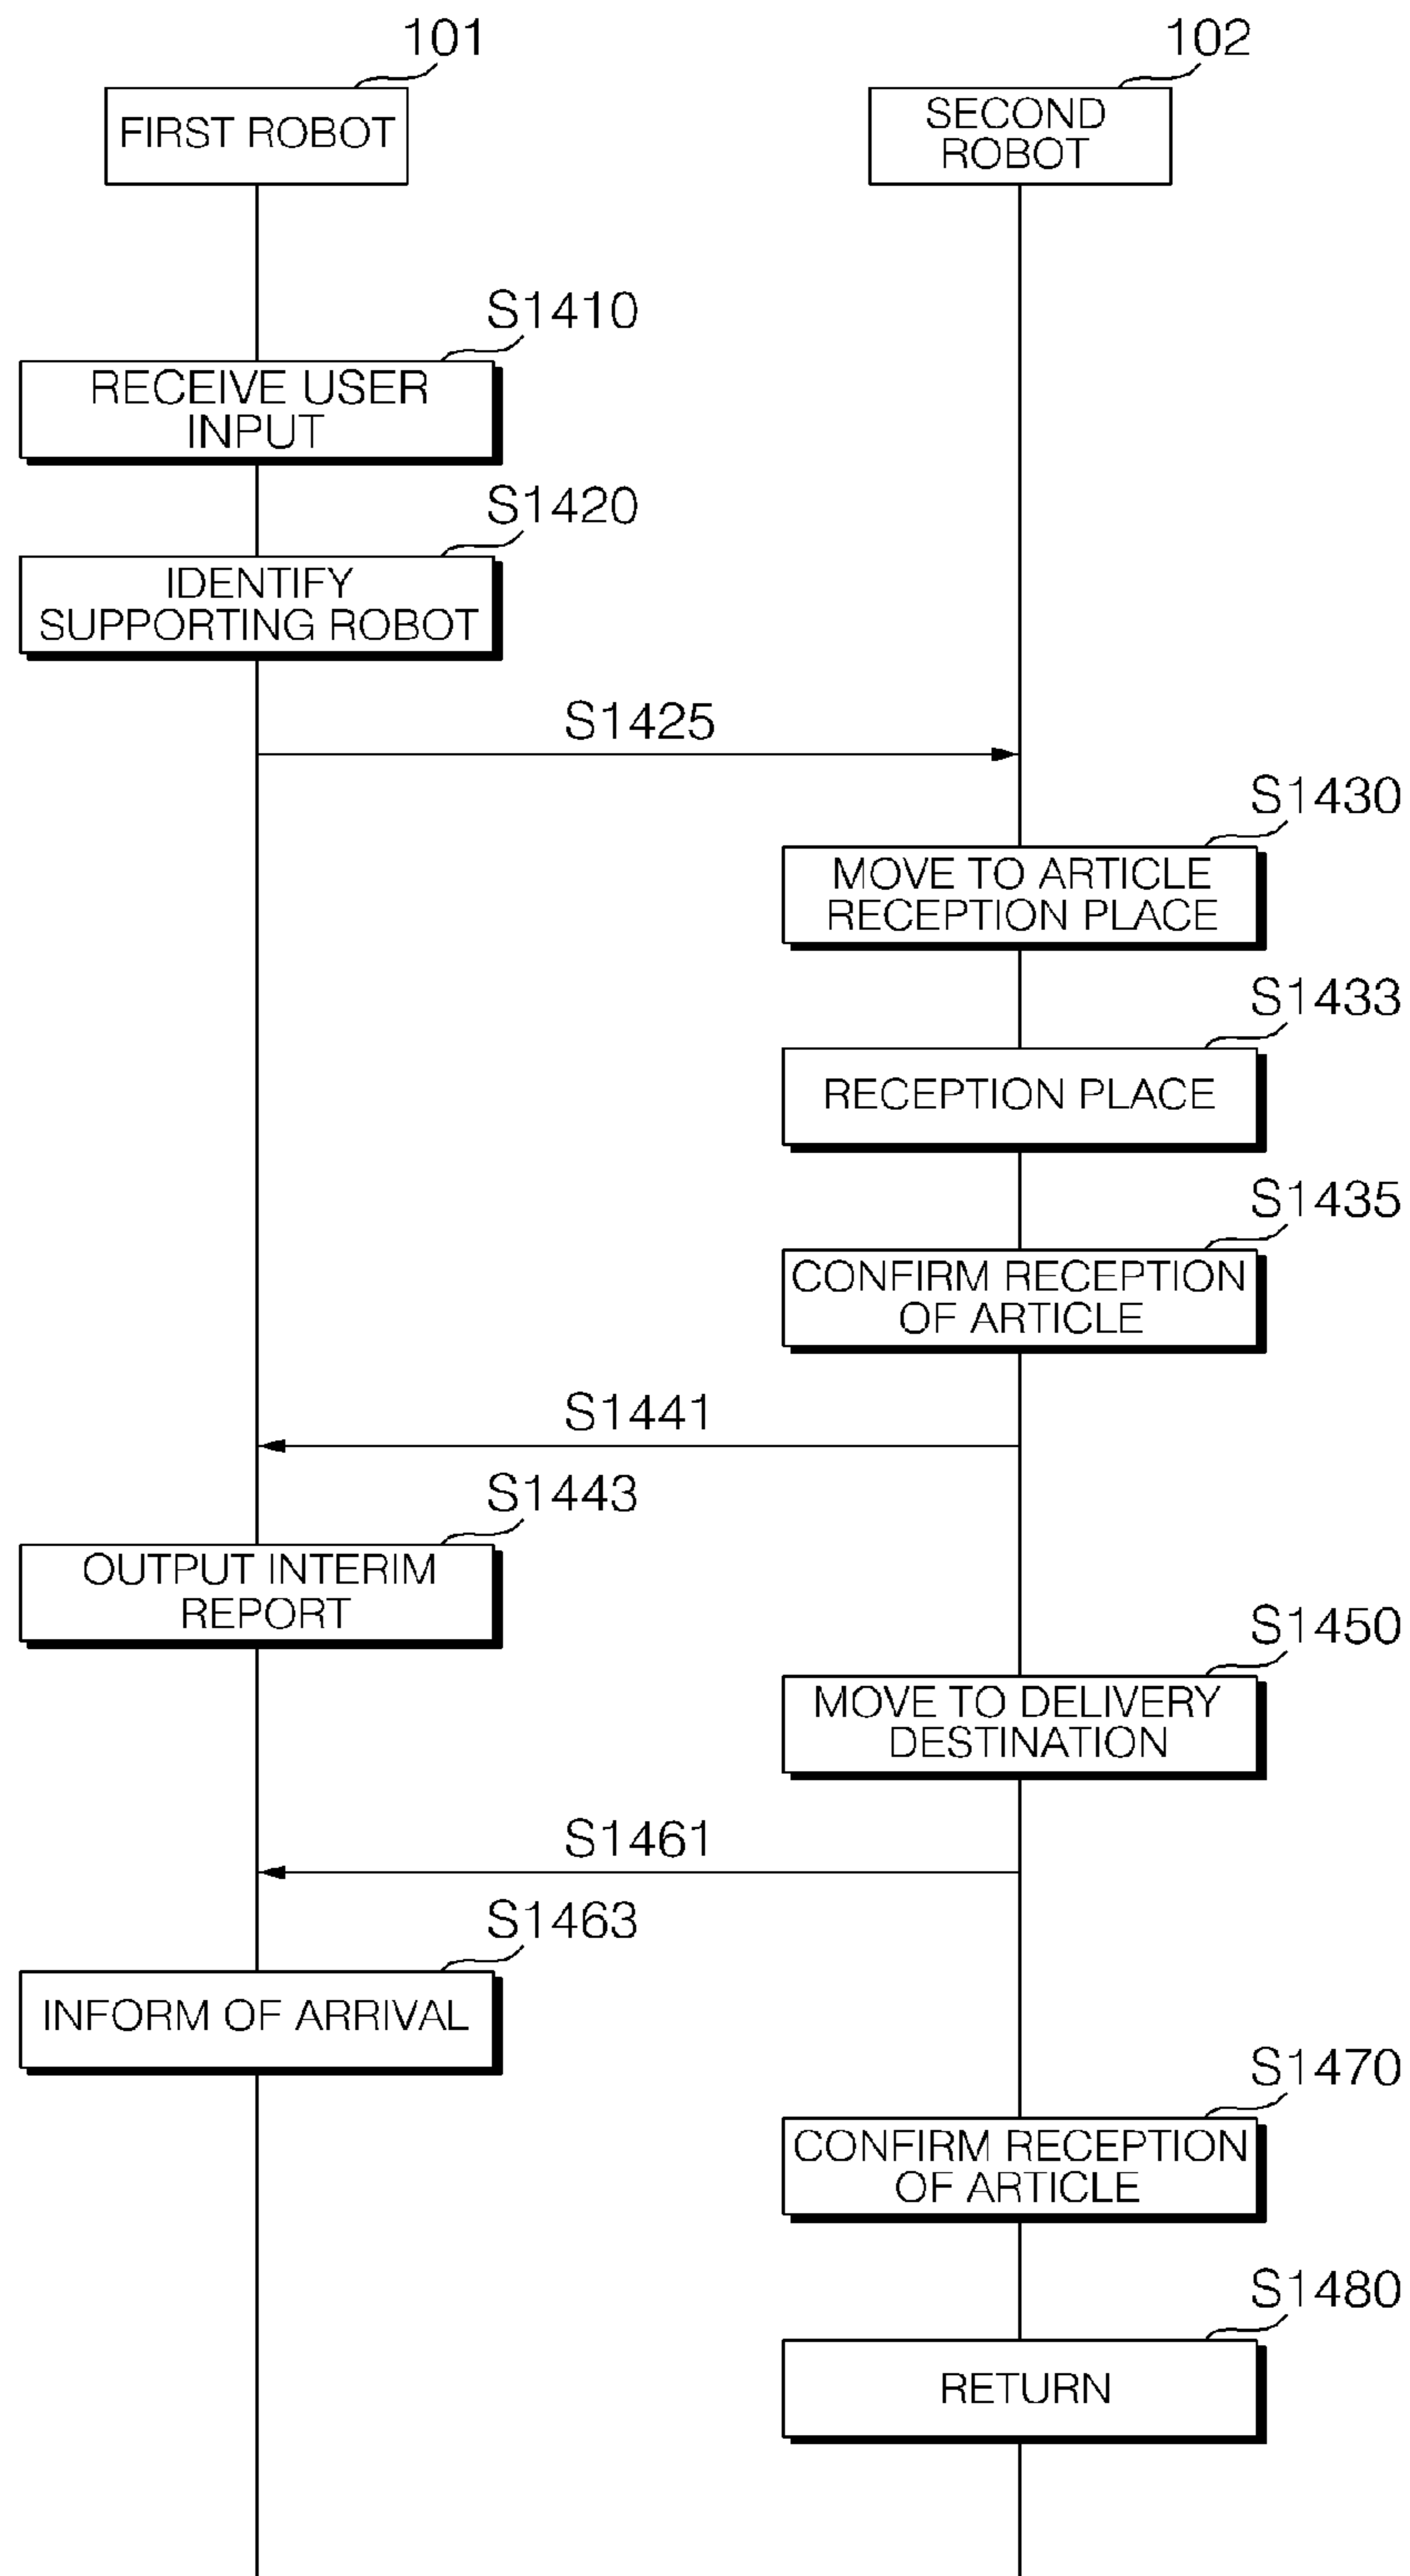 101
102
FIRST ROBOT
SECOND
ROBOT
S1410
RECEIVE USER
INPUT
S1420
IDENTIFY
SUPPORTING ROBOT
S1425
S1430
MOVE TO ARTICLE
RECEPTION PLACE
S1433
RECEPTION PLACE
S1435
CONFIRM RECEPTION
OF ARTICLE
S1441
S1443
OUTPUT INTERIM
REPORT
S1450
MOVE TO DELIVERY
DESTINATION
S1461
S1463
INFORM OF ARRIVAL
S1470
CONFIRM RECEPTION
OF ARTICLE
S1480
RETURN